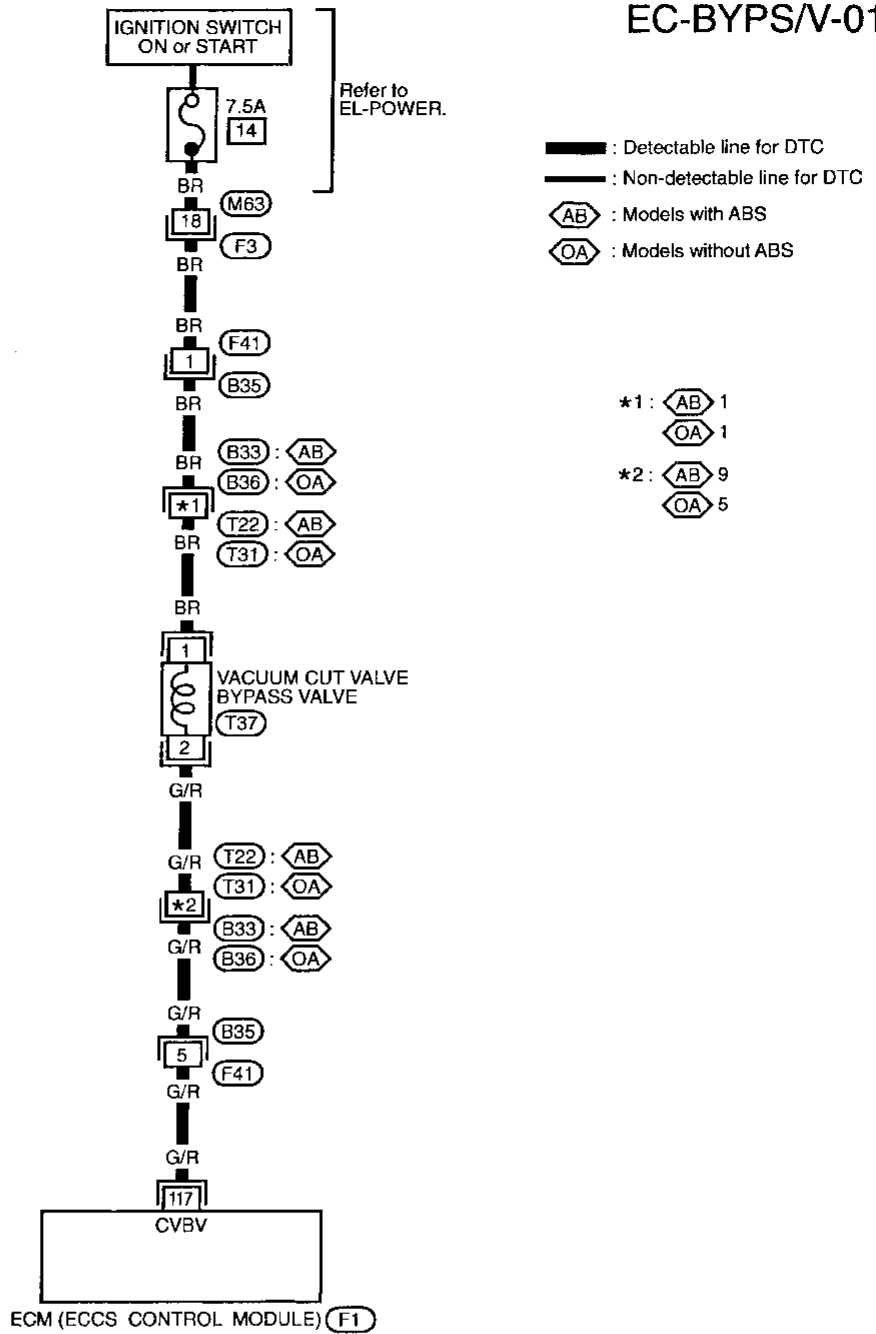 EC-BYPS/V-01
IGNITION SWITCH
ON or START
Refer to
EL-POWER.
7.5A
14
: Detectable line for DTC
: Non-detectable line for DTC
AB : Models with ABS
OA : Models without ABS
BR
M63
18
F3
BR
BR
F41
1
B35
BR
★1 : AB 1
OA 1
★2 : AB 9
OA 5
BR
B33 : AB
B36 : OA
★1
T22 : AB
T31 : OA
BR
BR
1
VACUUM CUT VALVE
BYPASS VALVE
T37
2
G/R
G/R
T22 : AB
T31 : OA
★2
B33 : AB
B36 : OA
G/R
G/R
B35
5
F41
G/R
G/R
117
CVBV
ECM (ECCS CONTROL MODULE) F1